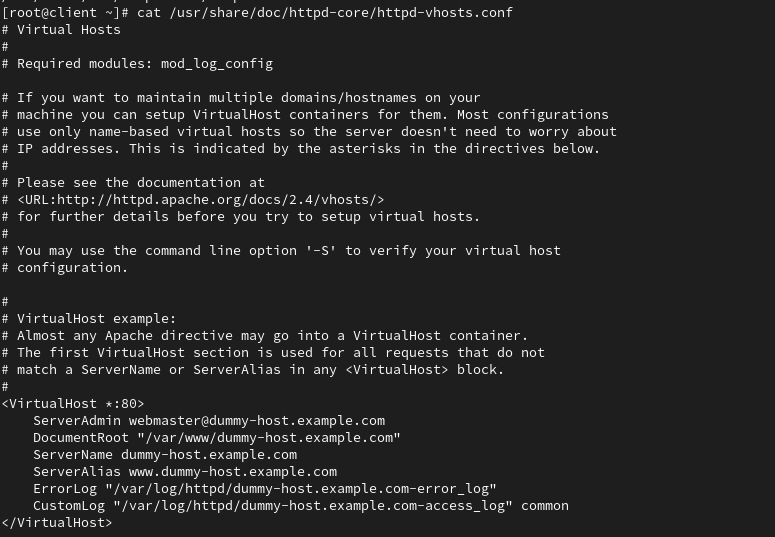 [root@client ~]# cat /usr/share/doc/httpd-core/httpd-vhosts.conf
# Virtual Hosts
#
# Required modules: mod_log_config

# If you want to maintain multiple domains/hostnames on your
# machine you can setup VirtualHost containers for them. Most configurations
# use only name-based virtual hosts so the server doesn't need to worry about
# IP addresses. This is indicated by the asterisks in the directives below.
#
# Please see the documentation at
# <URL:http://httpd.apache.org/docs/2.4/vhosts/>
# for further details before you try to setup virtual hosts.
#
# You may use the command line option '-S' to verify your virtual host
# configuration.

#
# VirtualHost example:
# Almost any Apache directive may go into a VirtualHost container.
# The first VirtualHost section is used for all requests that do not
# match a ServerName or ServerAlias in any <VirtualHost> block.
#
<VirtualHost *:80>
    ServerAdmin webmaster@dummy-host.example.com
    DocumentRoot "/var/www/dummy-host.example.com"
    ServerName dummy-host.example.com
    ServerAlias www.dummy-host.example.com
    ErrorLog "/var/log/httpd/dummy-host.example.com-error_log"
    CustomLog "/var/log/httpd/dummy-host.example.com-access_log" common
</VirtualHost>